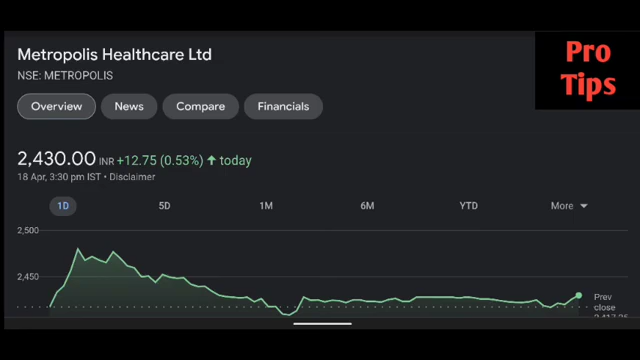 Metropolis Healthcare Ltd
NSE: METROPOLIS
Pro
Tips
Overview
News
Compare
Financials
2,430.00 INR +12.75 (0.53%) ↑ today
18 Apr, 3:30 pm IST • Disclaimer
1D
5D
1M
6M
YTD
More
2,500
2,450
Prev
close